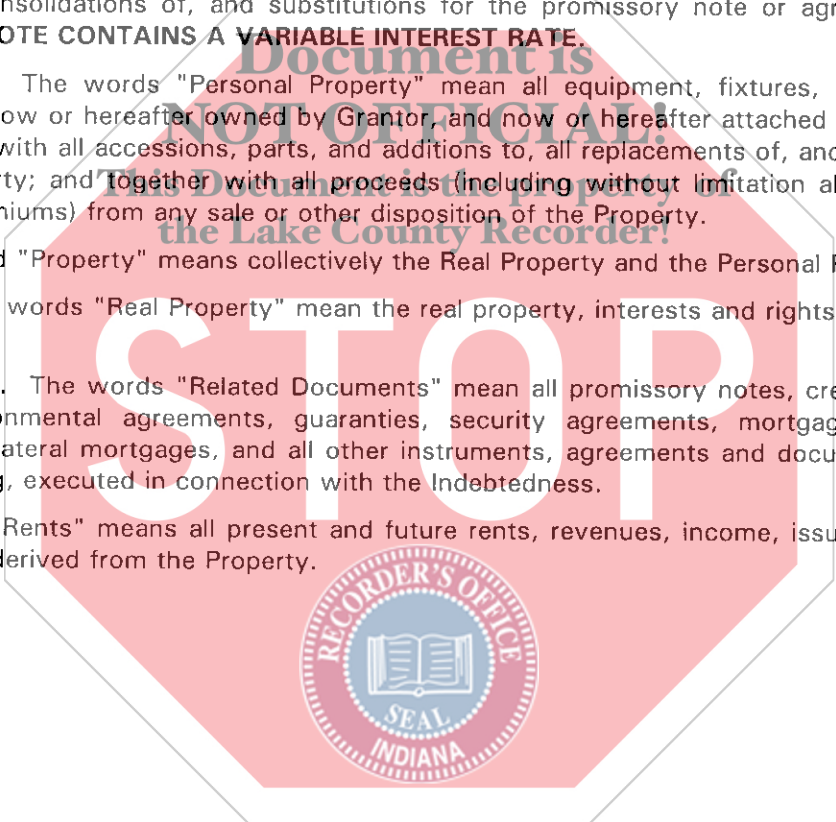 nsolidations of, and substitutions for the promissory note or agr
OTE CONTAINS A VARIABLE INTEREST RATE.
Document is
The words "Personal Property" mean all equipment, fixtures,
ow or hereafter owned by Grantor, and now or hereafter attached
NOT OFFICIAL!
with all accessions, parts, and additions to, all replacements of, and
rty; and together with all proceeds (including without limitation al
This Document is the property of
niums) from any sale or other disposition of the Property.
the Lake County Recorder!
d "Property" means collectively the Real Property and the Personal P
words "Real Property" mean the real property, interests and rights
STOP
. The words "Related Documents" mean all promissory notes, cre
onmental agreements, guaranties, security agreements, mortgag
ateral mortgages, and all other instruments, agreements and docu
g, executed in connection with the Indebtedness.
Rents" means all present and future rents, revenues, income, issu
derived from the Property.
RECORDER'S OFFICE
SEAL
INDIANA